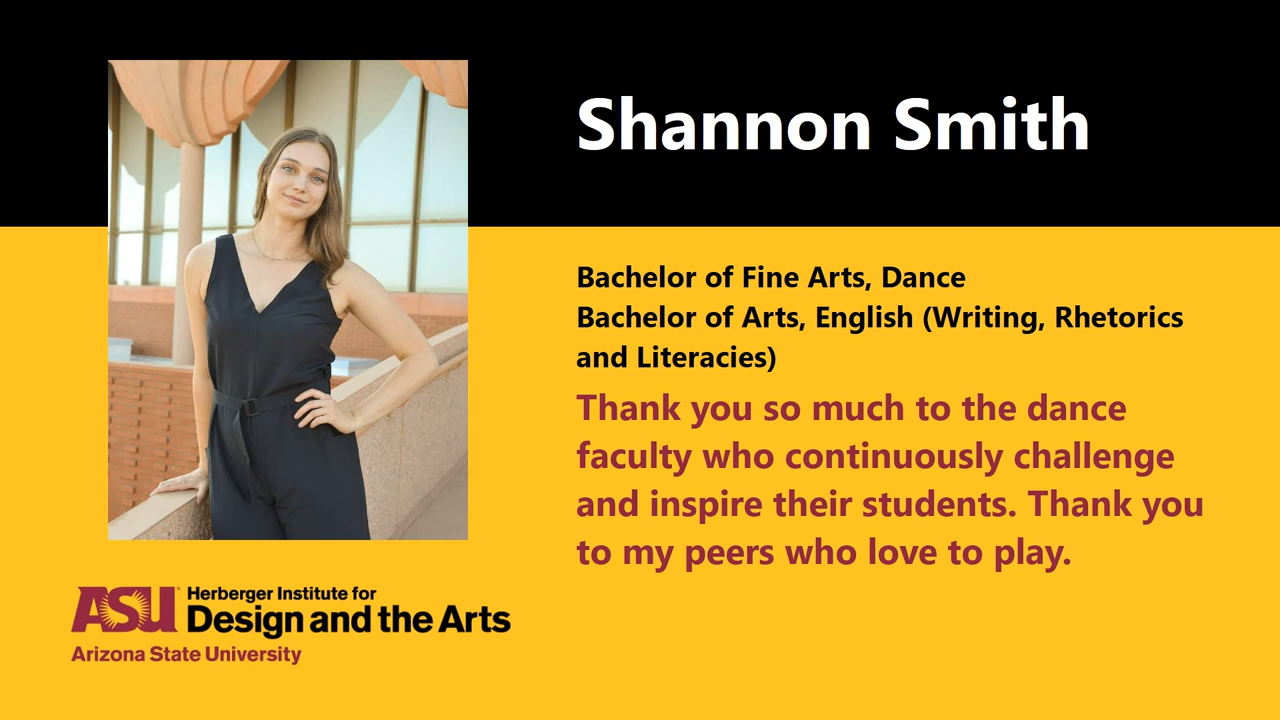 Shannon Smith
Bachelor of Fine Arts, Dance
Bachelor of Arts, English (Writing, Rhetorics
and Literacies)
Thank you so much to the dance
faculty who continuously challenge
and inspire their students. Thank you
to my peers who love to play.
ASU Herberger Institute for
Design and the Arts
Arizona State University